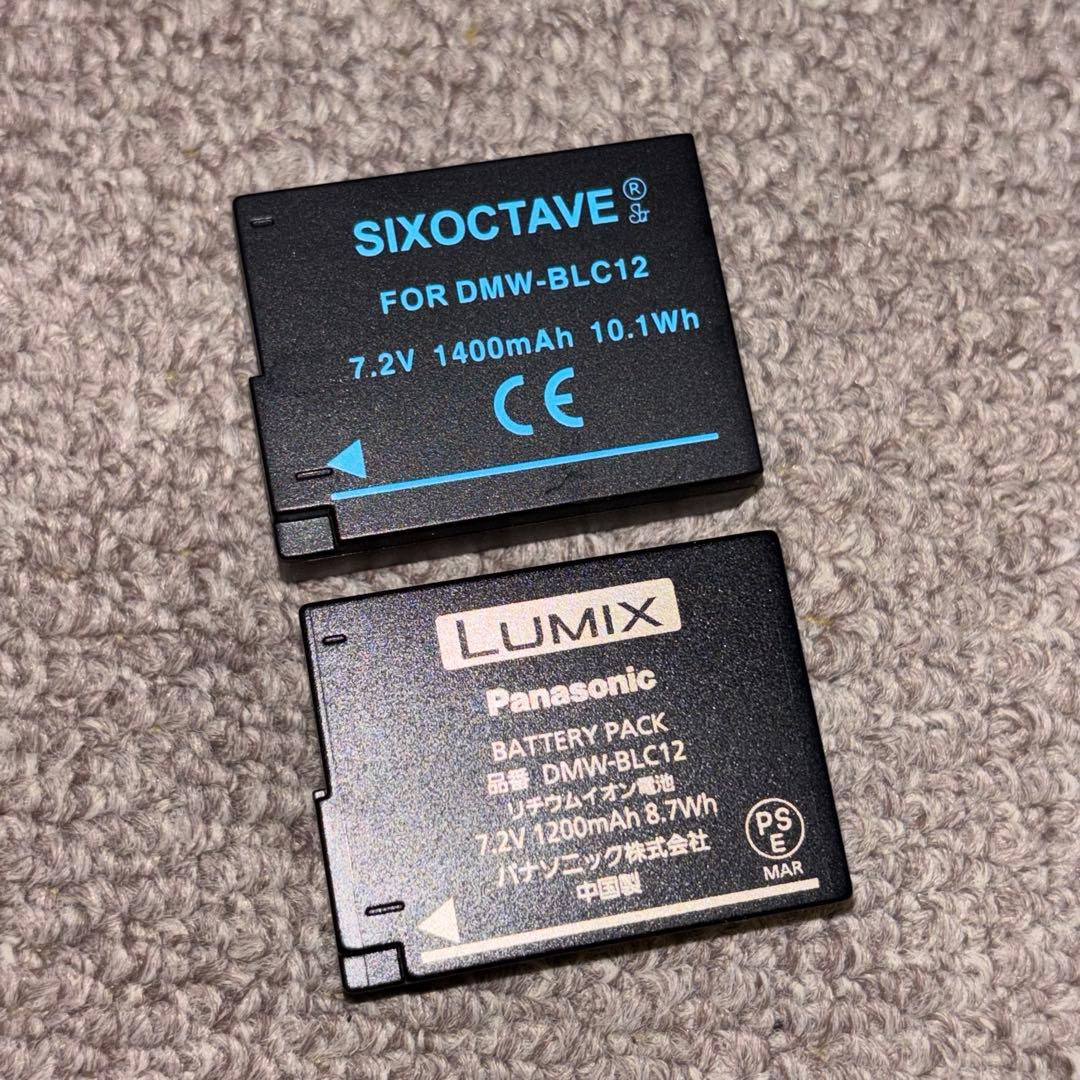 SIXOCTAVE®
FOR DMW-BLC12
7.2V 1400mAh 10.1Wh
CE
LUMIX
Panasonic
BATTERY PACK
品番 DMW-BLC12
リチウムイオン電池
7.2V 1200mAh 8.7Wh
パナソニック株式会社
中国製
PS
E
MAR